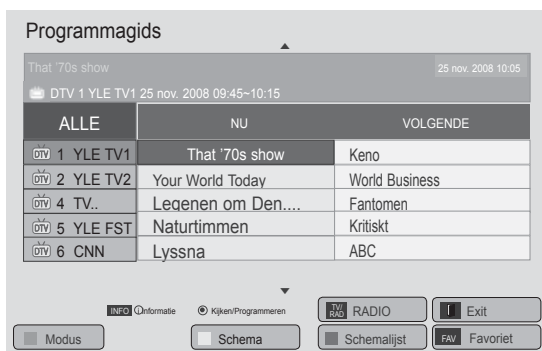 Programmagids
That '70s show 25 nov. 2008 10:05
DTV 1 YLE TV1 25 nov. 2008 09:45~10:15
ALLE NU VOLGENDE
DTV 1 YLE TV1 That '70s show Keno
DTV 2 YLE TV2 Your World Today World Business
DTV 4 TV.. Legenen om Den.... Fantomen
DTV 5 YLE FST Naturtimmen Kritiskt
DTV 6 CNN Lyssna ABC
INFO Informatie Kijken/Programmeren TV/RAD RADIO Exit
Modus Schema Schemalijst FAV Favoriet